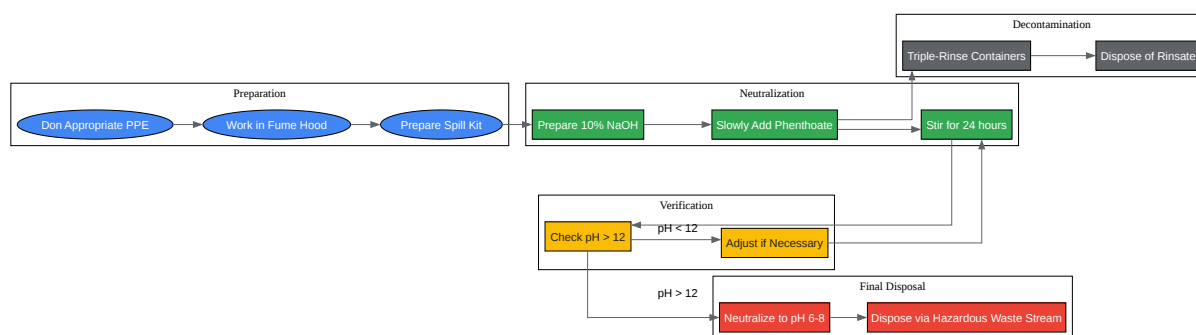 Decontamination
Triple-Rinse Containers
Dispose of Rinsate
Preparation
Don Appropriate PPE
Work in Fume Hood
Prepare Spill Kit
Neutralization
Prepare 10% NaOH
Slowly Add Phenthoate
Stir for 24 hours
Verification
Check pH > 12
pH < 12
Adjust if Necessary
pH > 12
Final Disposal
Neutralize to pH 6-8
Dispose via Hazardous Waste Stream